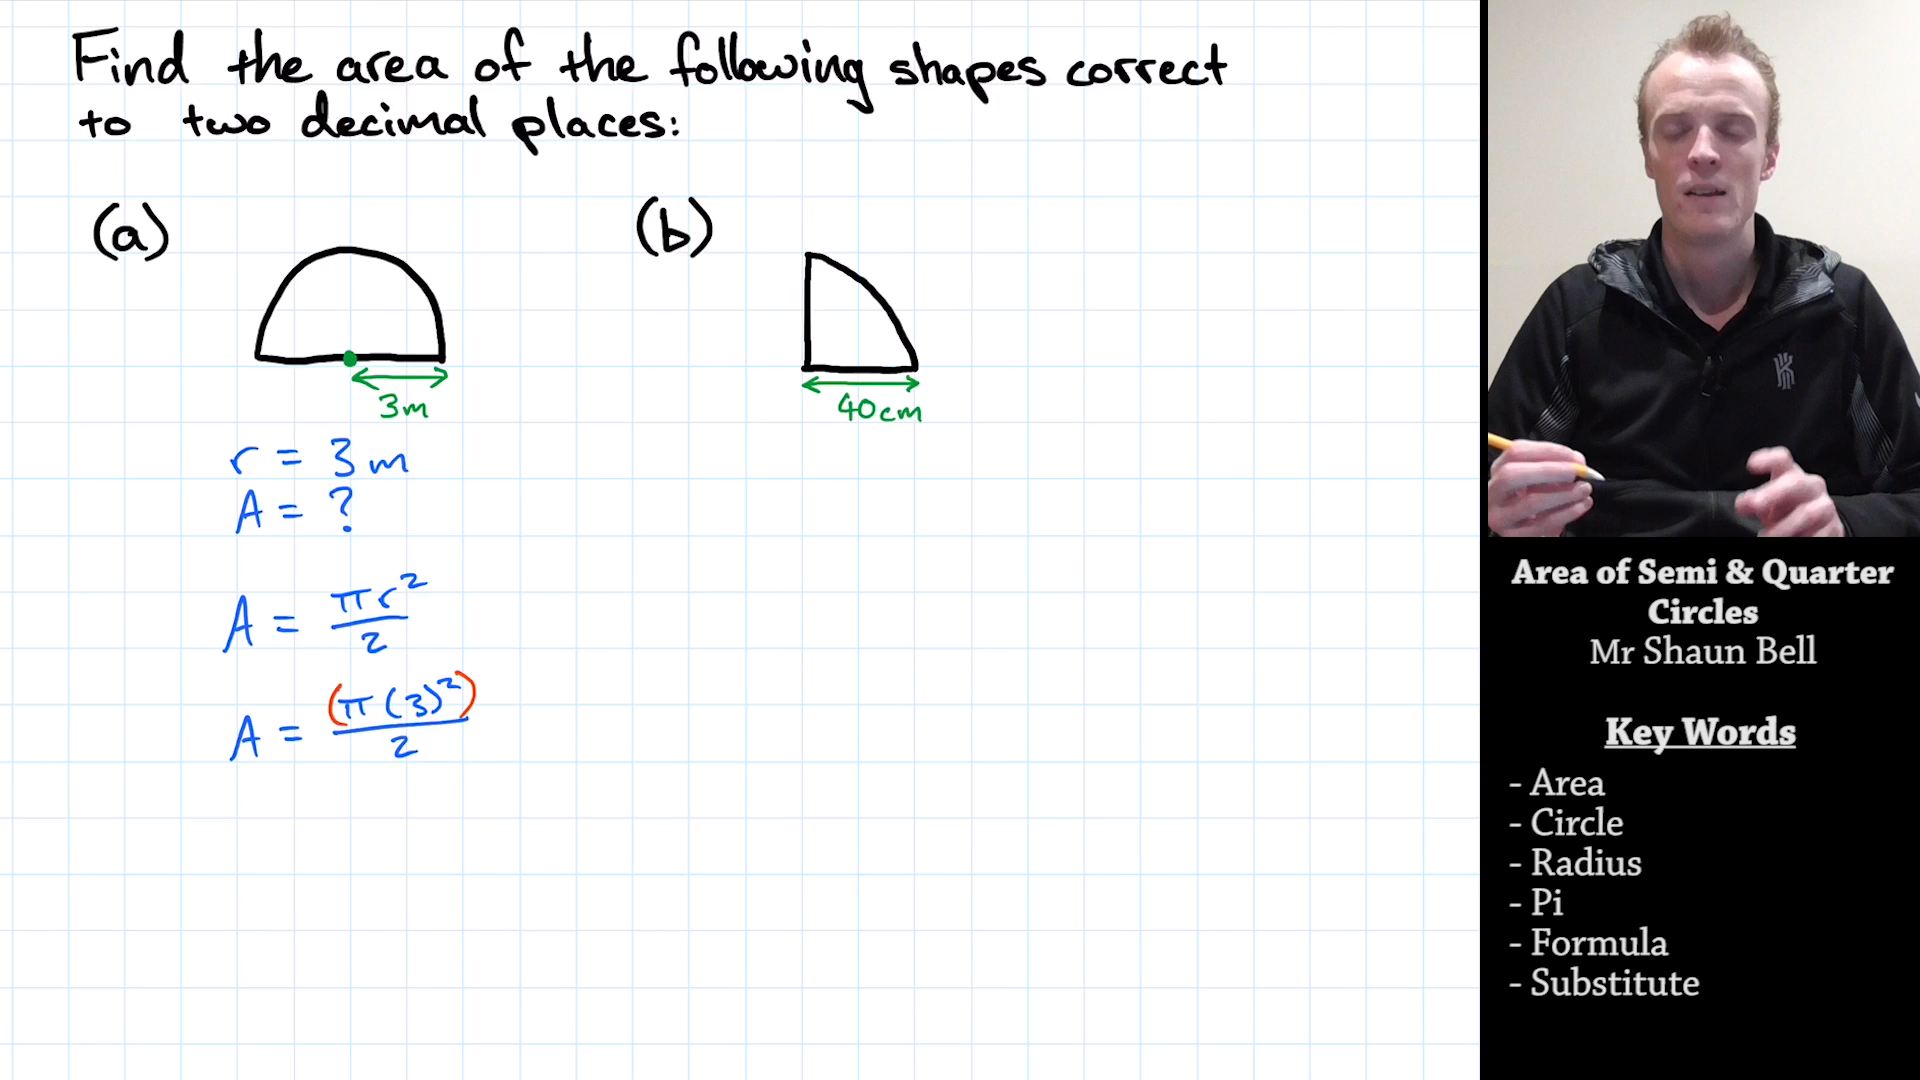 Find the area of the following shapes correct
to two decimal places:
(a)
3m
r = 3m
A = ?
A = πr²/2
A = (π(3)²)/2
(b)
40cm
Area of Semi & Quarter
Circles
Mr Shaun Bell
Key Words
- Area
- Circle
- Radius
- Pi
- Formula
- Substitute